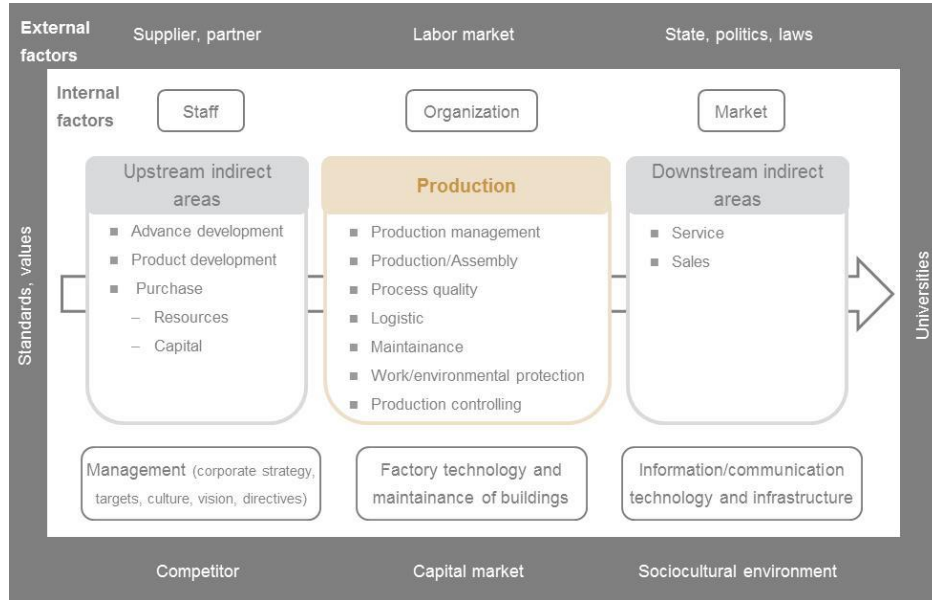 External
factors
Supplier, partner
Labor market
State, politics, laws
Internal
factors
Staff
Organization
Market
Standards, values
Universities
Upstream indirect
areas
Advance development
Product development
Purchase
– Resources
– Capital
Production
Production management
Production/Assembly
Process quality
Logistic
Maintainance
Work/environmental protection
Production controlling
Downstream indirect
areas
Service
Sales
Management (corporate strategy,
targets, culture, vision, directives)
Factory technology and
maintainance of buildings
Information/communication
technology and infrastructure
Competitor
Capital market
Sociocultural environment